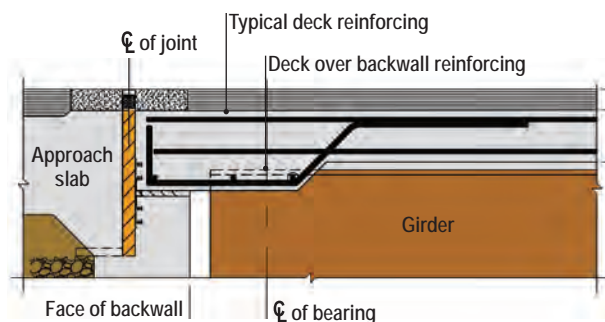 Typical deck reinforcing
℄ of joint
Deck over backwall reinforcing
Approach
slab
Girder
Face of backwall
℄ of bearing